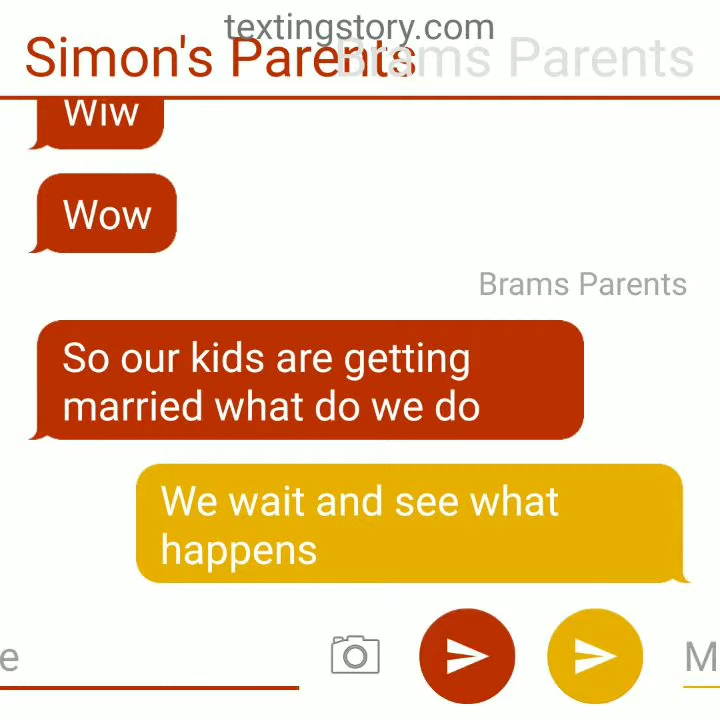 textingstory.com
Simon's Parents Brams Parents
Wiw
Wow
Brams Parents
So our kids are getting
married what do we do
We wait and see what
happens
e
M